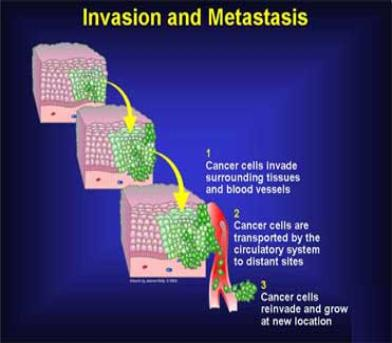 Invasion and Metastasis
1
Cancer cells invade
surrounding tissues
and blood vessels
2
Cancer cells are
transported by the
circulatory system
to distant sites
3
Cancer cells
reinvade and grow
at new location